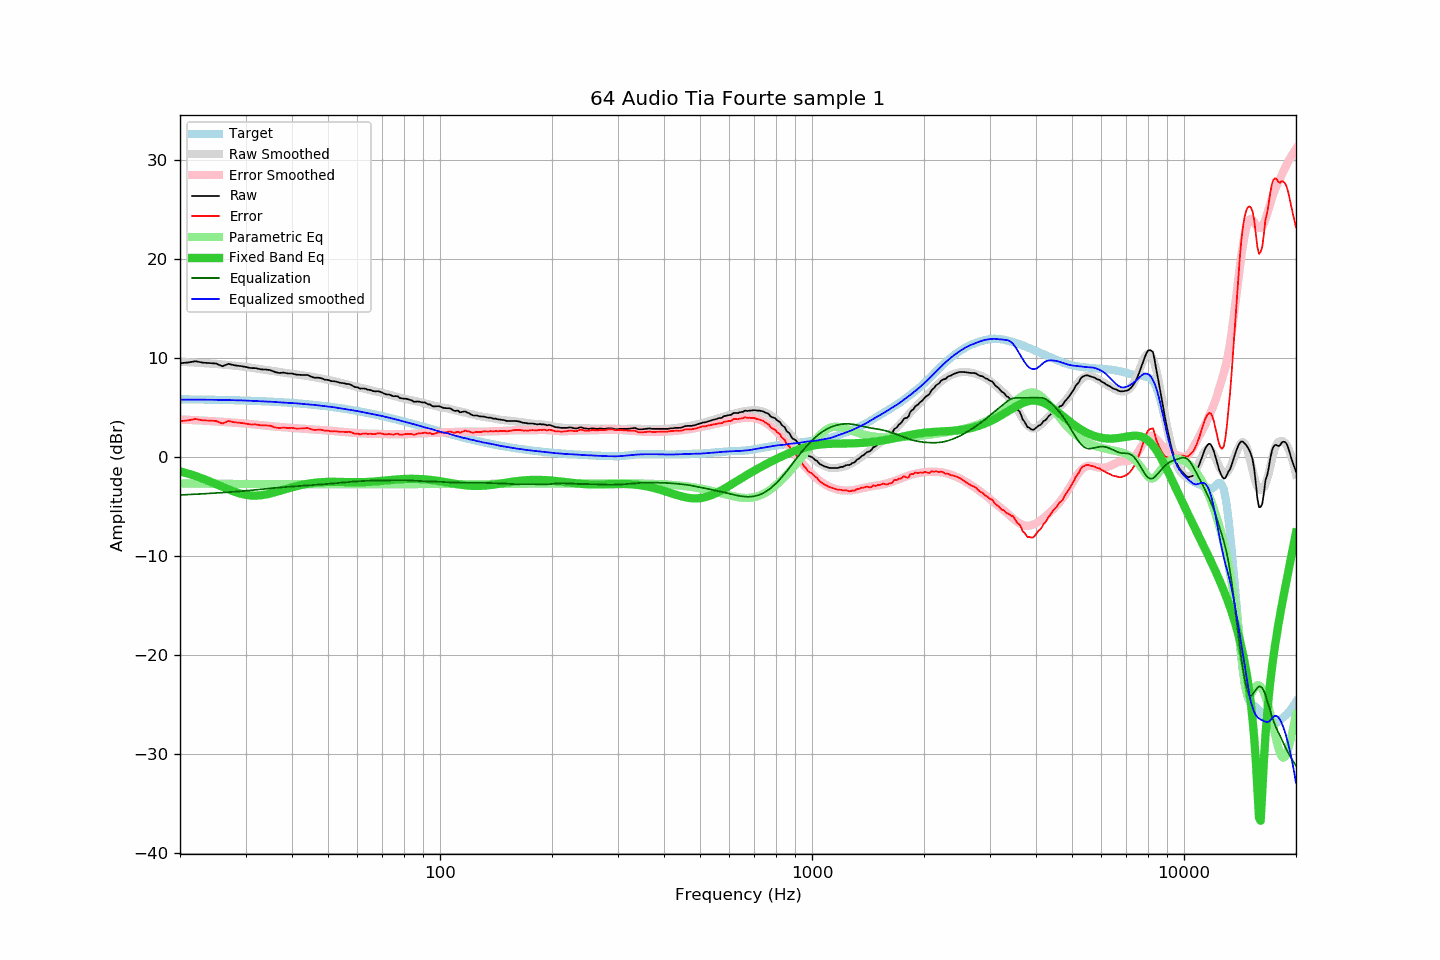 64 Audio Tia Fourte sample 1
Target
Raw Smoothed
Error Smoothed
Raw
Error
Parametric Eq
Fixed Band Eq
Equalization
Equalized smoothed
30
20
10
0
−10
−20
−30
−40
Amplitude (dBr)
100
1000
10000
Frequency (Hz)